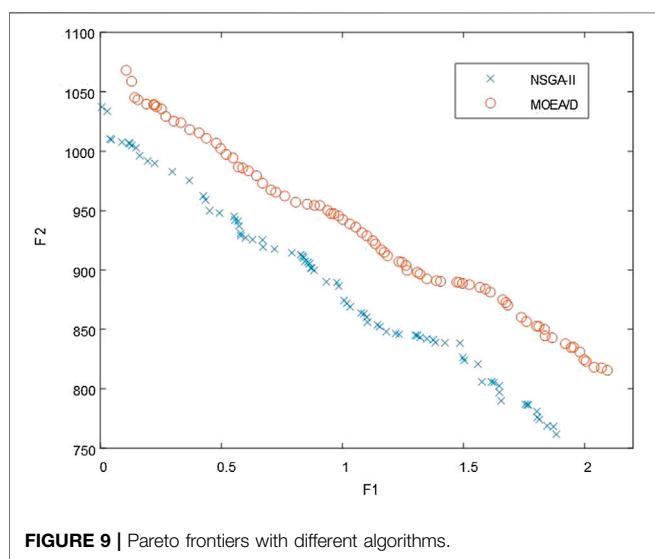 1100
1050
1000
950
900
850
800
750
F2
NSGA-II
MOEA/D
0
0.5
1
1.5
2
F1
FIGURE 9 | Pareto frontiers with different algorithms.